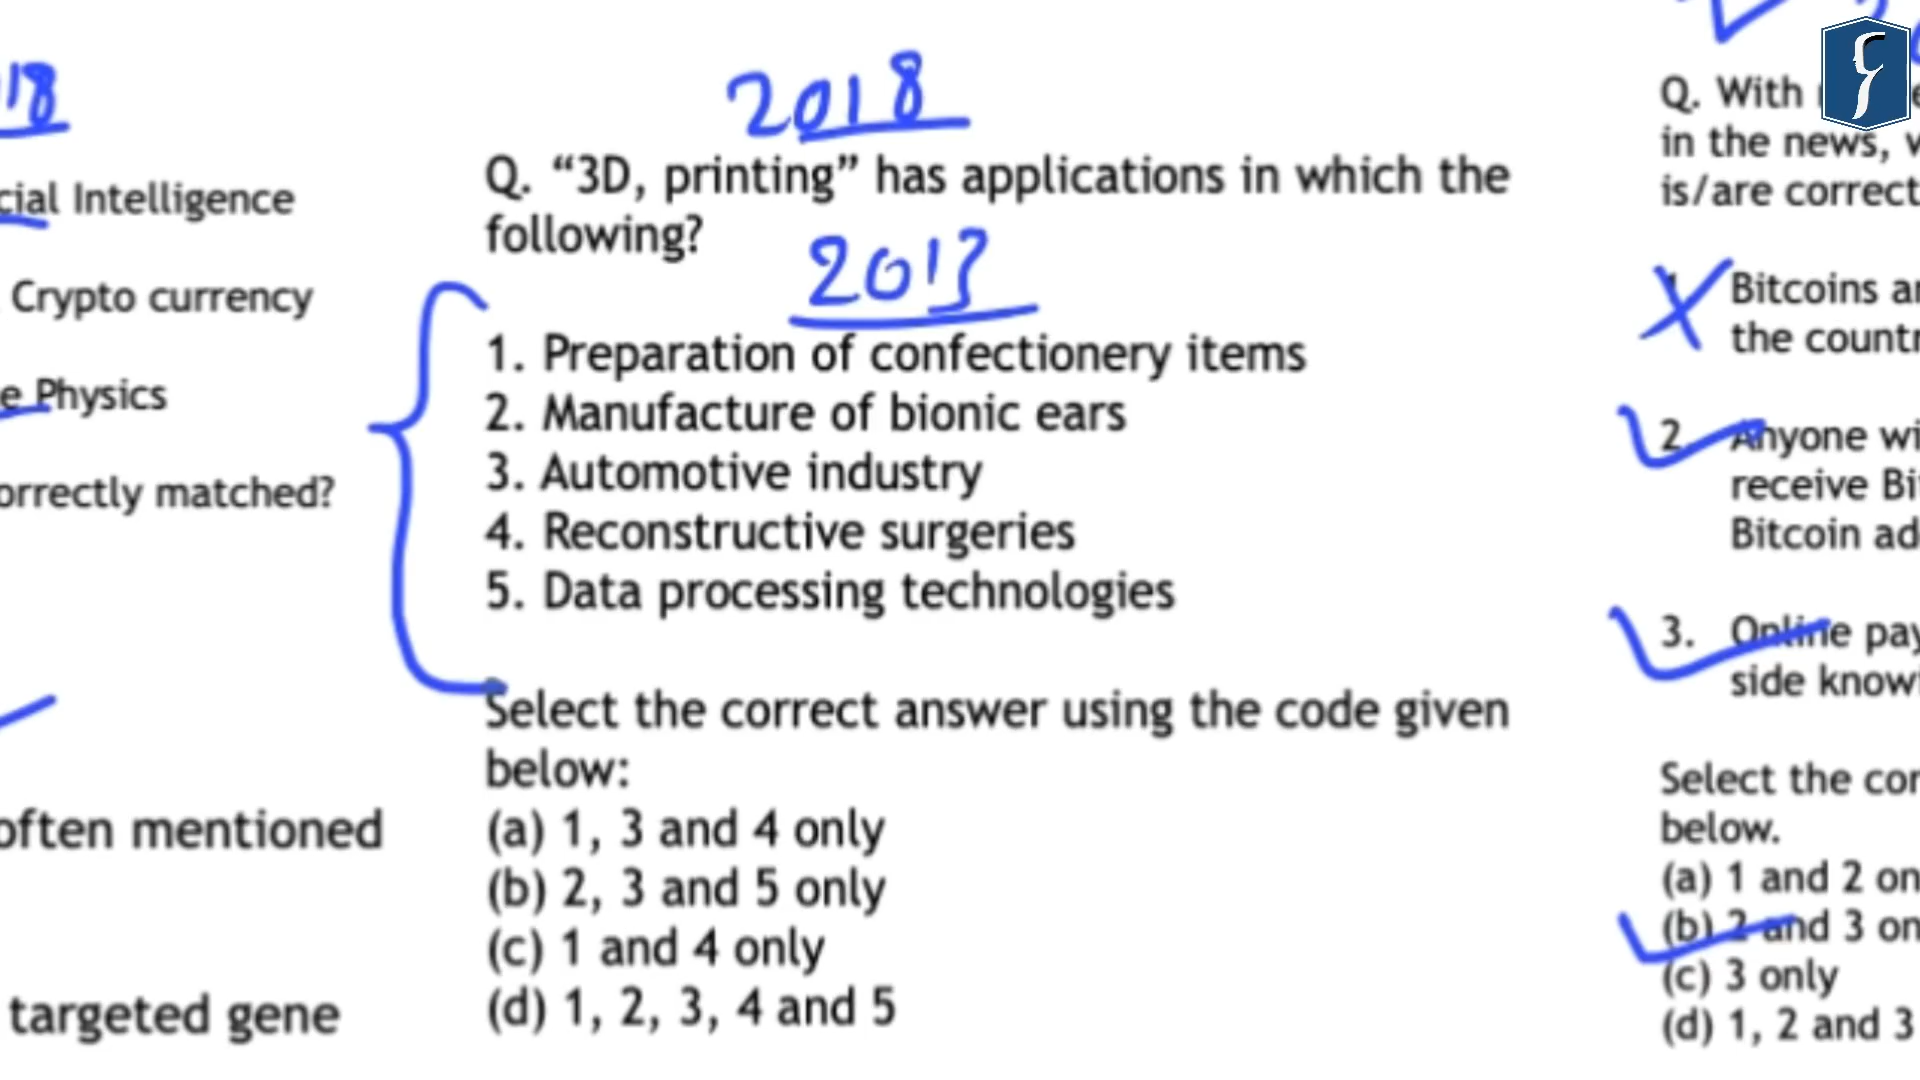 18
cial Intelligence
Crypto currency
e Physics
orrectly matched?
often mentioned
targeted gene
2018
Q. “3D, printing” has applications in which the
following?
2013
1. Preparation of confectionery items
2. Manufacture of bionic ears
3. Automotive industry
4. Reconstructive surgeries
5. Data processing technologies
Select the correct answer using the code given
below:
(a) 1, 3 and 4 only
(b) 2, 3 and 5 only
(c) 1 and 4 only
(d) 1, 2, 3, 4 and 5
Q. With
in the news,
is/are correct
Bitcoins
the countr
2. Anyone
receive
Bitcoin
3. Online pay
side know
Select the cor
below.
(a) 1 and 2 on
(b) 2 and 3 on
(c) 3 only
(d) 1, 2 and 3